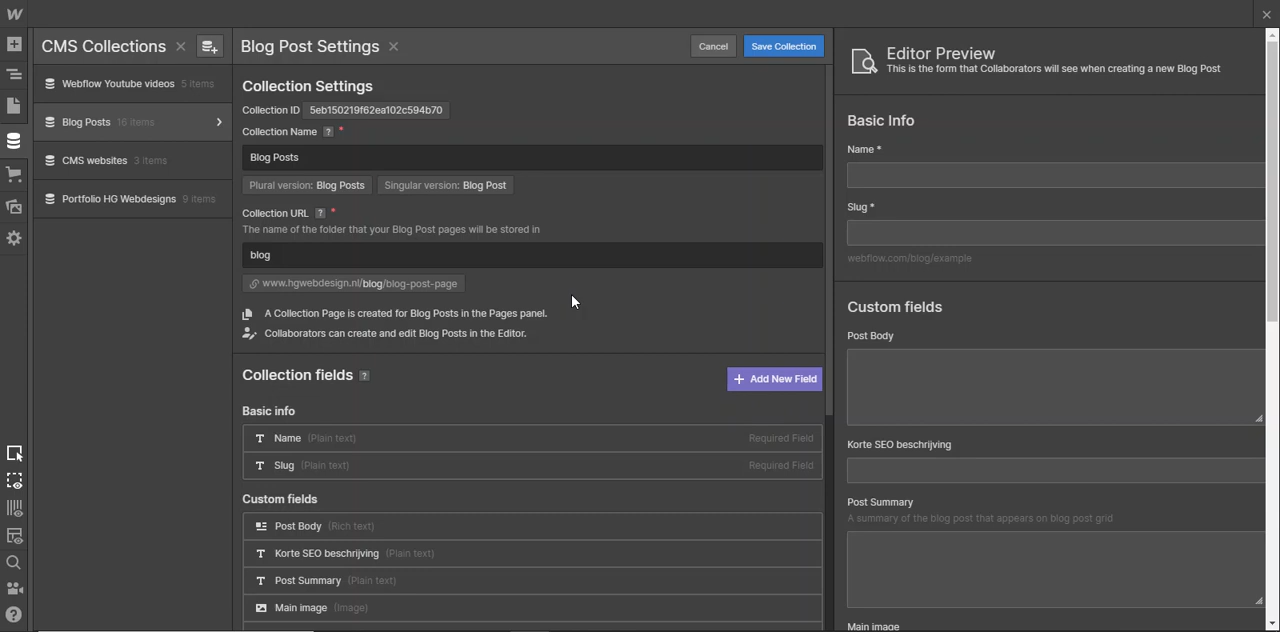 CMS Collections
Webflow Youtube videos 5 items
Blog Posts 16 items
CMS websites 3 items
Portfolio HG Webdesigns 9 items
Blog Post Settings
Cancel
Save Collection
Collection Settings
Collection ID 5eb150219f62ea102c594b70
Collection Name ? *
Blog Posts
Plural version: Blog Posts Singular version: Blog Post
Collection URL ? *
The name of the folder that your Blog Post pages will be stored in
blog
www.hgwebdesign.nl/blog/blog-post-page
A Collection Page is created for Blog Posts in the Pages panel.
Collaborators can create and edit Blog Posts in the Editor.
Collection fields ?
+ Add New Field
Basic info
Name (Plain text) Required Field
Slug (Plain text) Required Field
Custom fields
Post Body (Rich text)
Korte SEO beschrijving (Plain text)
Post Summary (Plain text)
Main image (Image)
Editor Preview
This is the form that Collaborators will see when creating a new Blog Post
Basic Info
Name *
Slug *
webflow.com/blog/example
Custom fields
Post Body
Korte SEO beschrijving
Post Summary
A summary of the blog post that appears on blog post grid
Main image